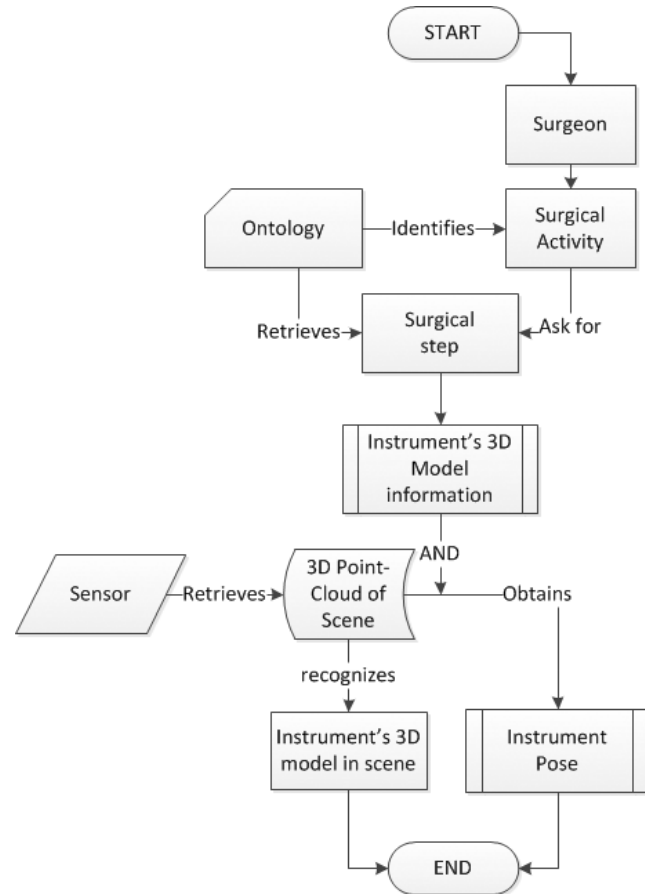 START
Surgeon
Ontology
Identifies
Surgical
Activity
Retrieves
Surgical
step
Ask for
Instrument's 3D
Model
information
AND
Sensor
Retrieves
3D Point-
Cloud of
Scene
Obtains
recognizes
Instrument's 3D
model in scene
Instrument
Pose
END